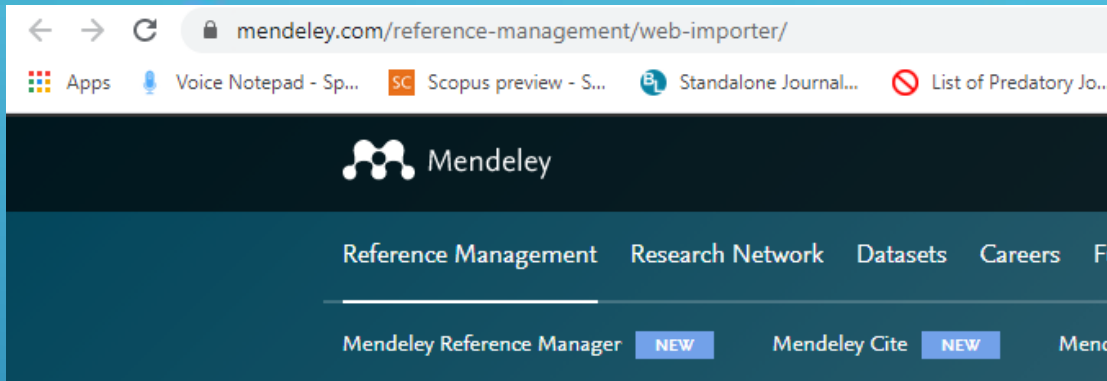 mendeley.com/reference-management/web-importer/
Apps Voice Notepad - Sp... SC Scopus preview - S... BL Standalone Journal... List of Predatory Jo...
Mendeley
Reference Management Research Network Datasets Careers
Mendeley Reference Manager NEW Mendeley Cite NEW